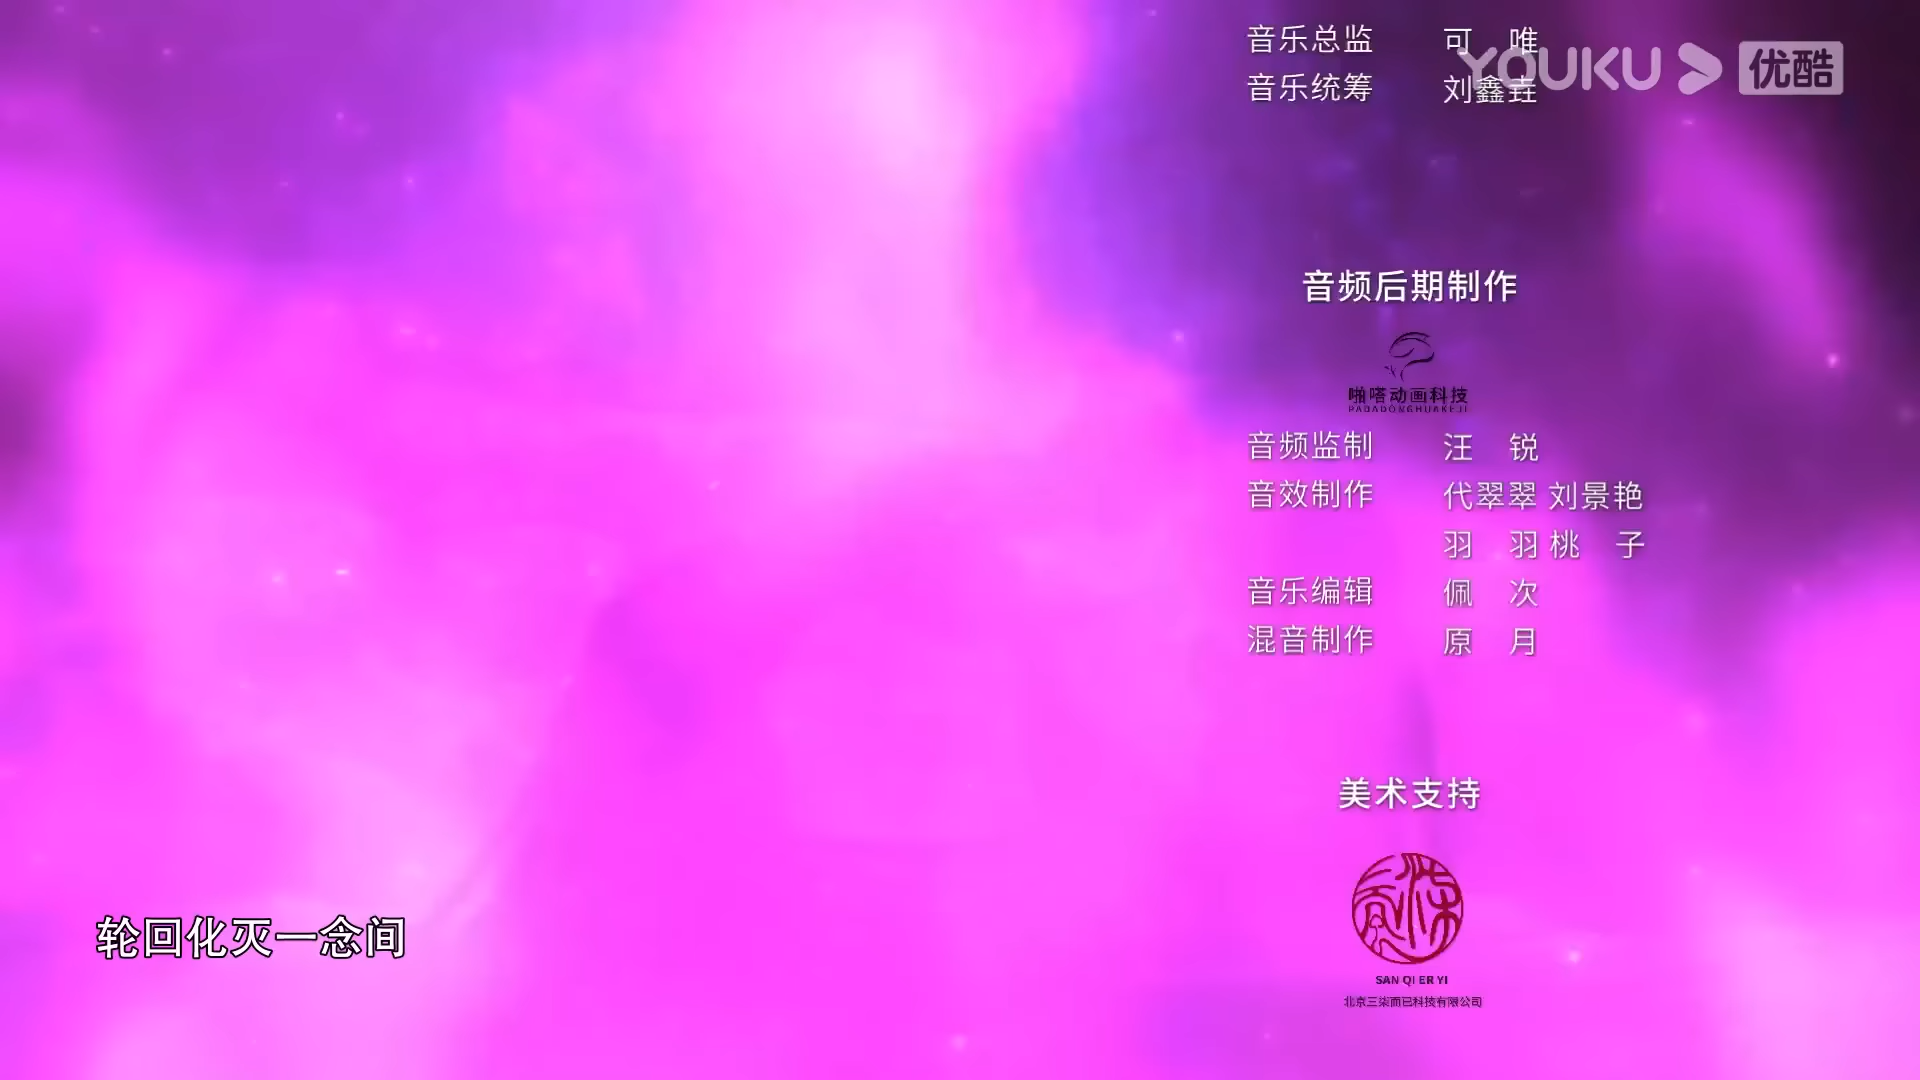 音乐总监 可 唯
YOUKU 优酷
音乐统筹 刘鑫垚
音频后期制作
啪嗒动画科技
PADADONGHUAKEJI
音频监制 汪 锐
音效制作 代翠翠 刘景艳
羽 羽 桃 子
音乐编辑 佩 次
混音制作 原 月
美术支持
SAN QI ER YI
北京三柒而已科技有限公司
轮回化灭一念间